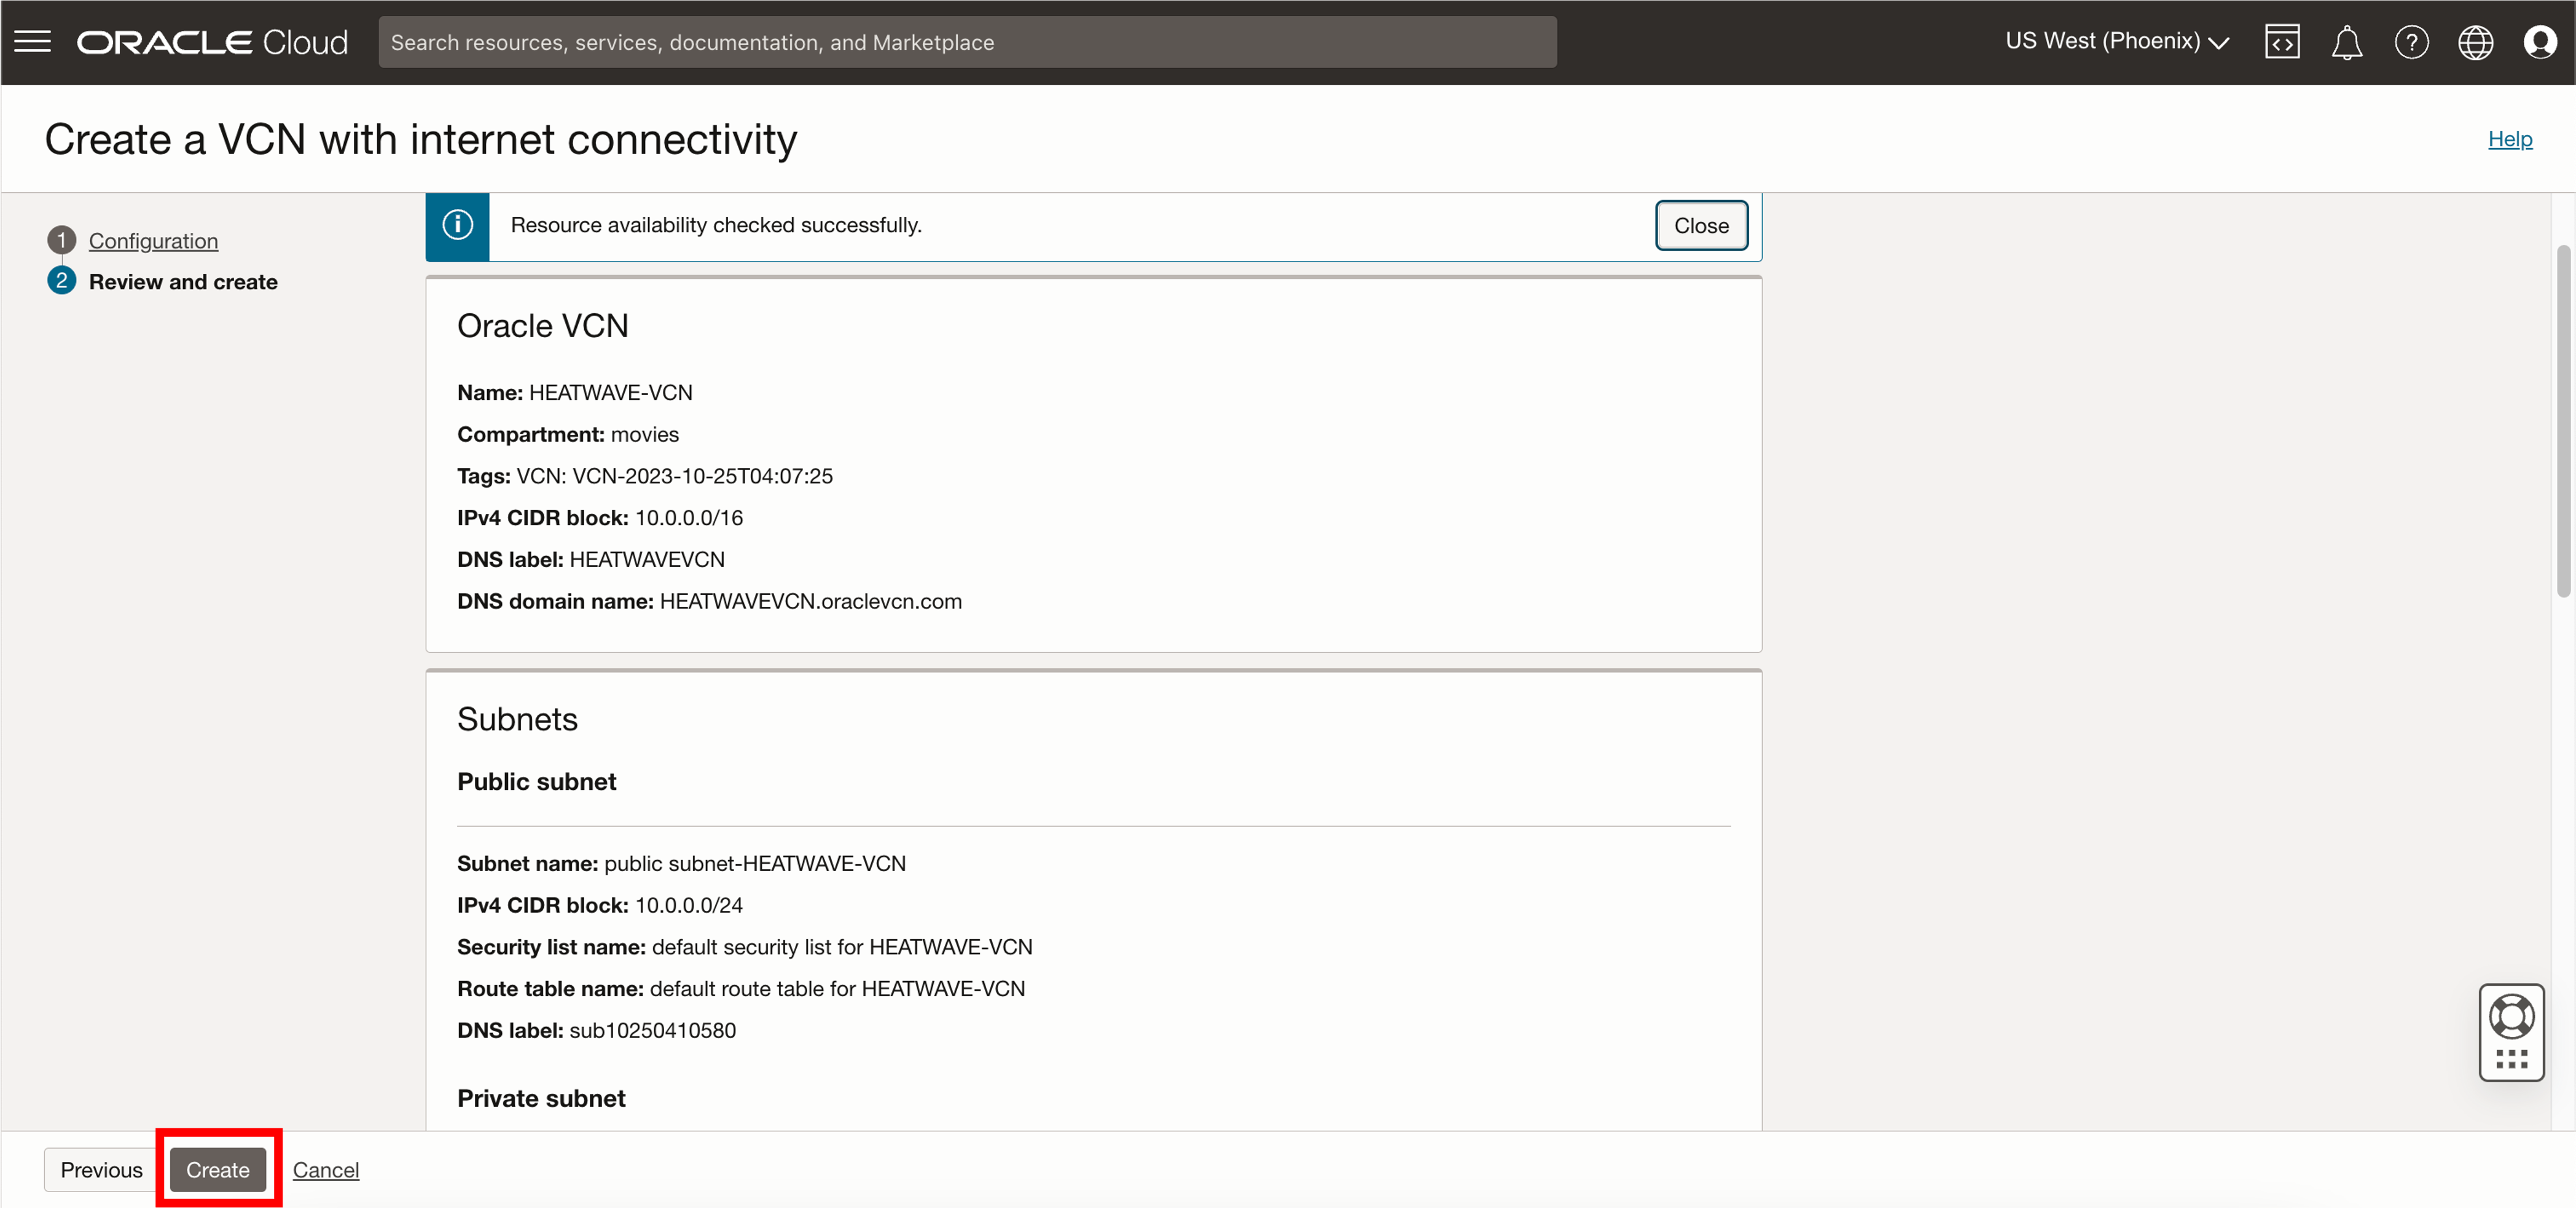 ORACLE Cloud
Search resources, services, documentation, and Marketplace
US West (Phoenix)
Create a VCN with internet connectivity
Help
1 Configuration
2 Review and create
Resource availability checked successfully.
Close
Oracle VCN
Name: HEATWAVE-VCN
Compartment: movies
Tags: VCN: VCN-2023-10-25T04:07:25
IPv4 CIDR block: 10.0.0.0/16
DNS label: HEATWAVEVCN
DNS domain name: HEATWAVEVCN.oraclevcn.com
Subnets
Public subnet
Subnet name: public subnet-HEATWAVE-VCN
IPv4 CIDR block: 10.0.0.0/24
Security list name: default security list for HEATWAVE-VCN
Route table name: default route table for HEATWAVE-VCN
DNS label: sub10250410580
Private subnet
Previous
Create
Cancel